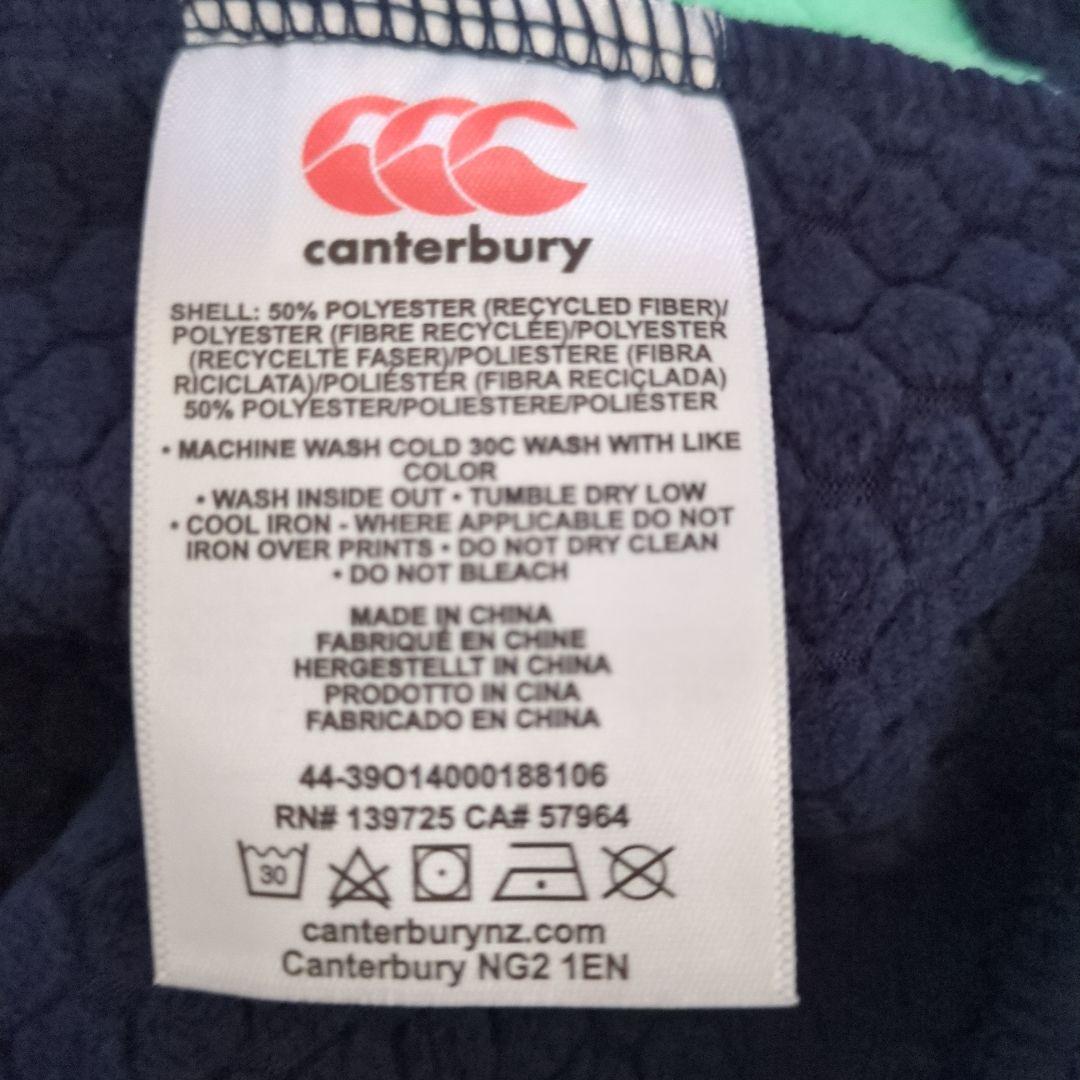 canterbury
SHELL: 50% POLYESTER (RECYCLED FIBER)/
POLYESTER (FIBRE RECYCLÉE)/POLYESTER
(RECYCELTE FASER)/POLIESTERE (FIBRA
RICICLATA)/POLIÉSTER (FIBRA RECICLADA)
50% POLYESTER/POLIESTERE/POLIÉSTER
• MACHINE WASH COLD 30C WASH WITH LIKE
COLOR
• WASH INSIDE OUT • TUMBLE DRY LOW
• COOL IRON - WHERE APPLICABLE DO NOT
IRON OVER PRINTS • DO NOT DRY CLEAN
• DO NOT BLEACH
MADE IN CHINA
FABRIQUÉ EN CHINE
HERGESTELLT IN CHINA
PRODOTTO IN CINA
FABRICADO EN CHINA
44-39O14000188106
RN# 139725 CA# 57964
30
canterburynz.com
Canterbury NG2 1EN